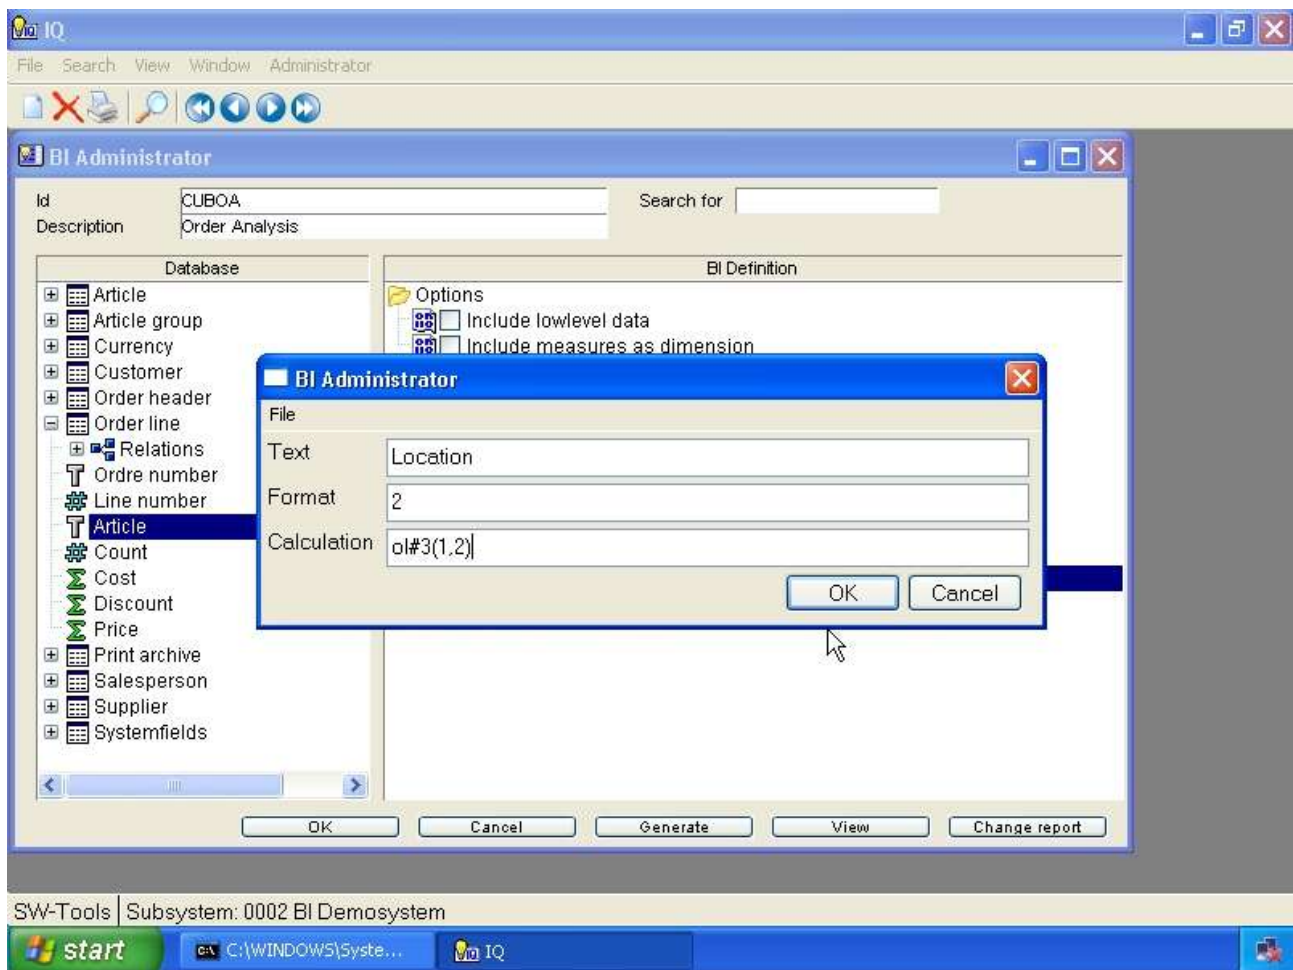 IQ
File Search View Window Administrator
BI Administrator
Id CUBOA Search for
Description Order Analysis
Database BI Definition
Article Options
Article group Include lowlevel data
Currency Include measures as dimension
Customer
BI Administrator
Order header
File
Order line
Relations
Text Location
Ordre number
Line number
Format 2
Article
Calculation ol#3(1,2)
Count
Cost
OK Cancel
Discount
Price
Print archive
Salesperson
Supplier
Systemfields
OK Cancel Generate View Change report
SW-Tools Subsystem: 0002 BI Demosystem
start C:\WINDOWS\Syste... IQ